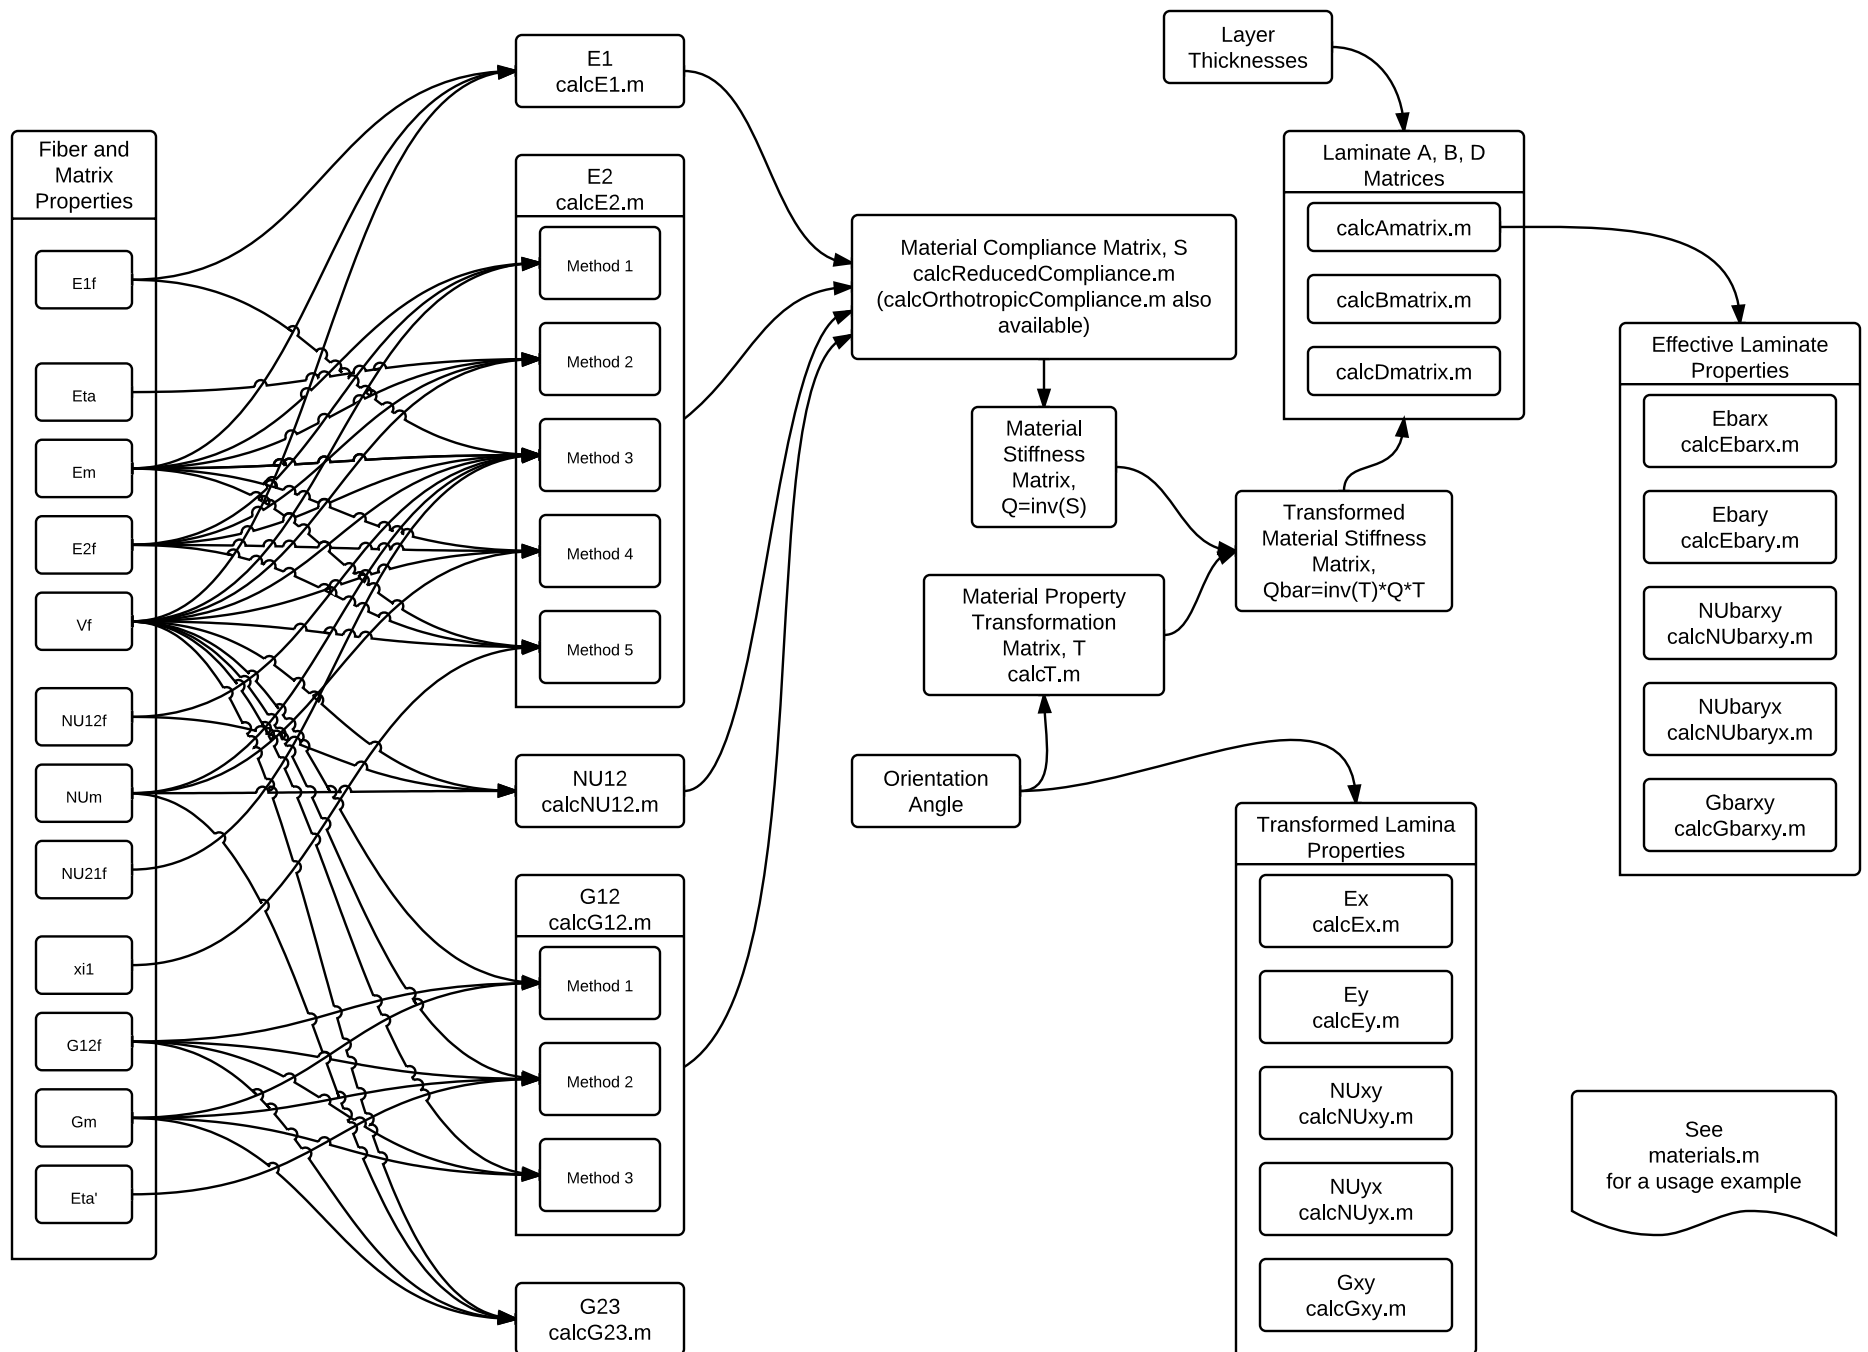 Fiber and
Matrix
Properties
E1f
Eta
Em
E2f
Vf
NU12f
NUm
NU21f
xi1
G12f
Gm
Eta'
E1
calcE1.m
E2
calcE2.m
Method 1
Method 2
Method 3
Method 4
Method 5
NU12
calcNU12.m
G12
calcG12.m
Method 1
Method 2
Method 3
G23
calcG23.m
Material Compliance Matrix, S
calcReducedCompliance.m
(calcOrthotropicCompliance.m also
available)
Material
Stiffness
Matrix,
Q=inv(S)
Material Property
Transformation
Matrix, T
calcT.m
Orientation
Angle
Layer
Thicknesses
Laminate A, B, D
Matrices
calcAmatrix.m
calcBmatrix.m
calcDmatrix.m
Transformed
Material Stiffness
Matrix,
Qbar=inv(T)*Q*T
Transformed Lamina
Properties
Ex
calcEx.m
Ey
calcEy.m
NUxy
calcNUxy.m
NUyx
calcNUyx.m
Gxy
calcGxy.m
Effective Laminate
Properties
Ebarx
calcEbarx.m
Ebary
calcEbary.m
NUbarxy
calcNUbarxy.m
NUbaryx
calcNUbaryx.m
Gbarxy
calcGbarxy.m
See
materials.m
for a usage example